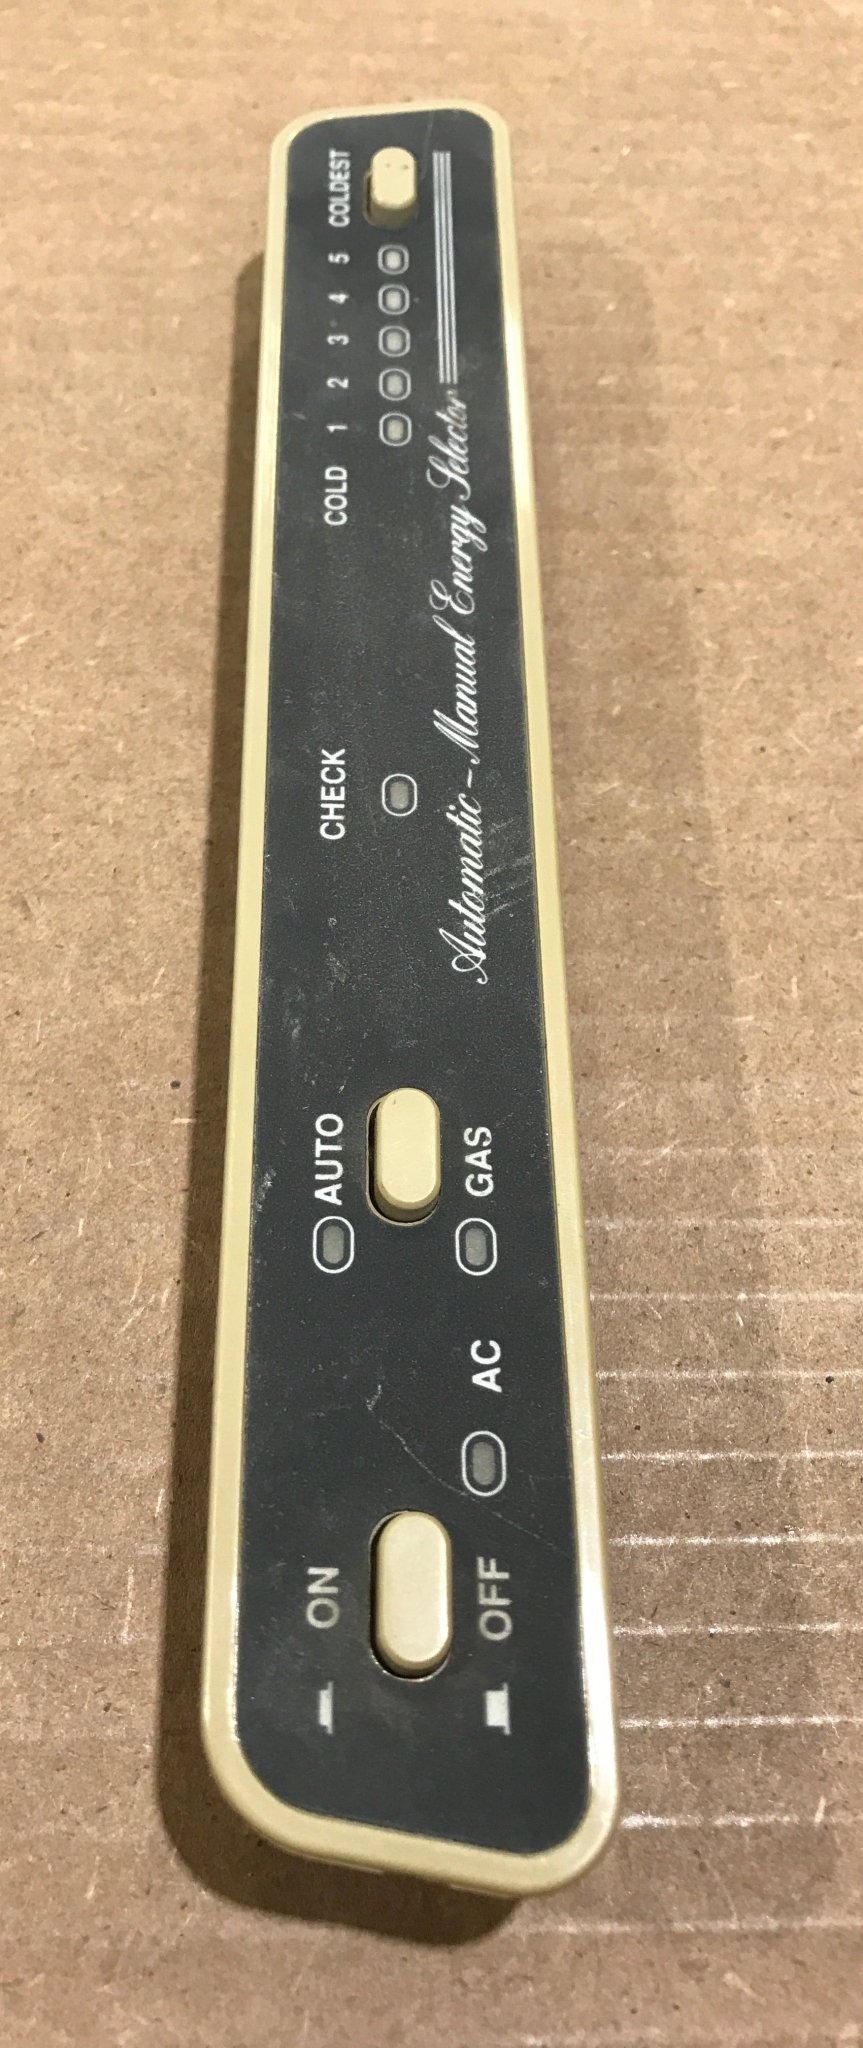 ON AUTO CHECK COLD 1 2 3 4 5 COLDEST
OFF AC GAS
Automatic - Manual Energy Selector